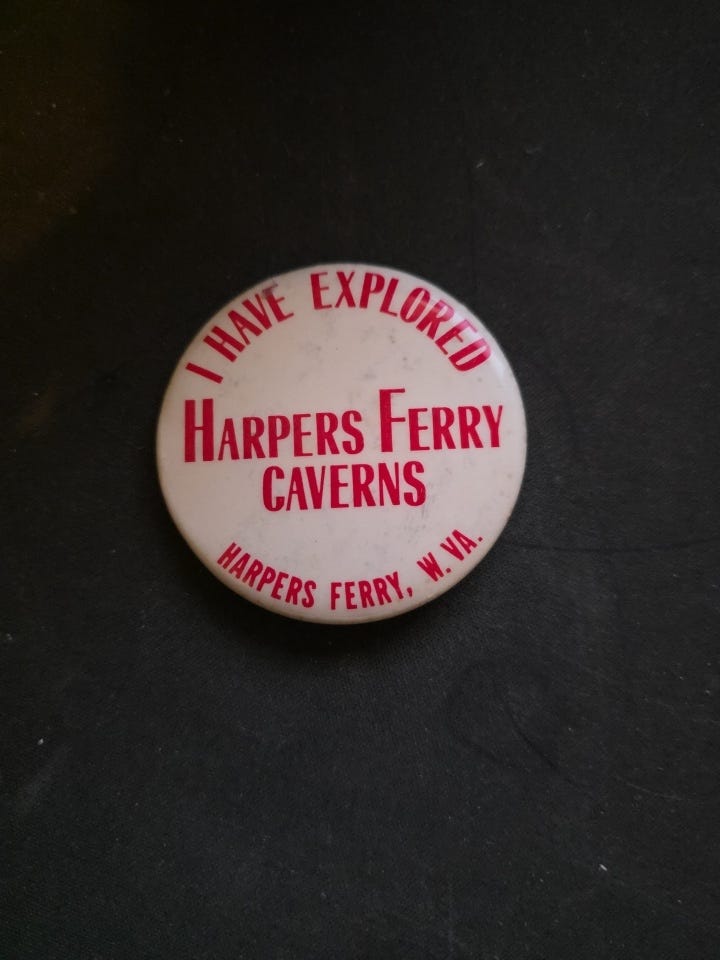 I HAVE EXPLORED
HARPERS FERRY
CAVERNS
HARPERS FERRY, W. VA.